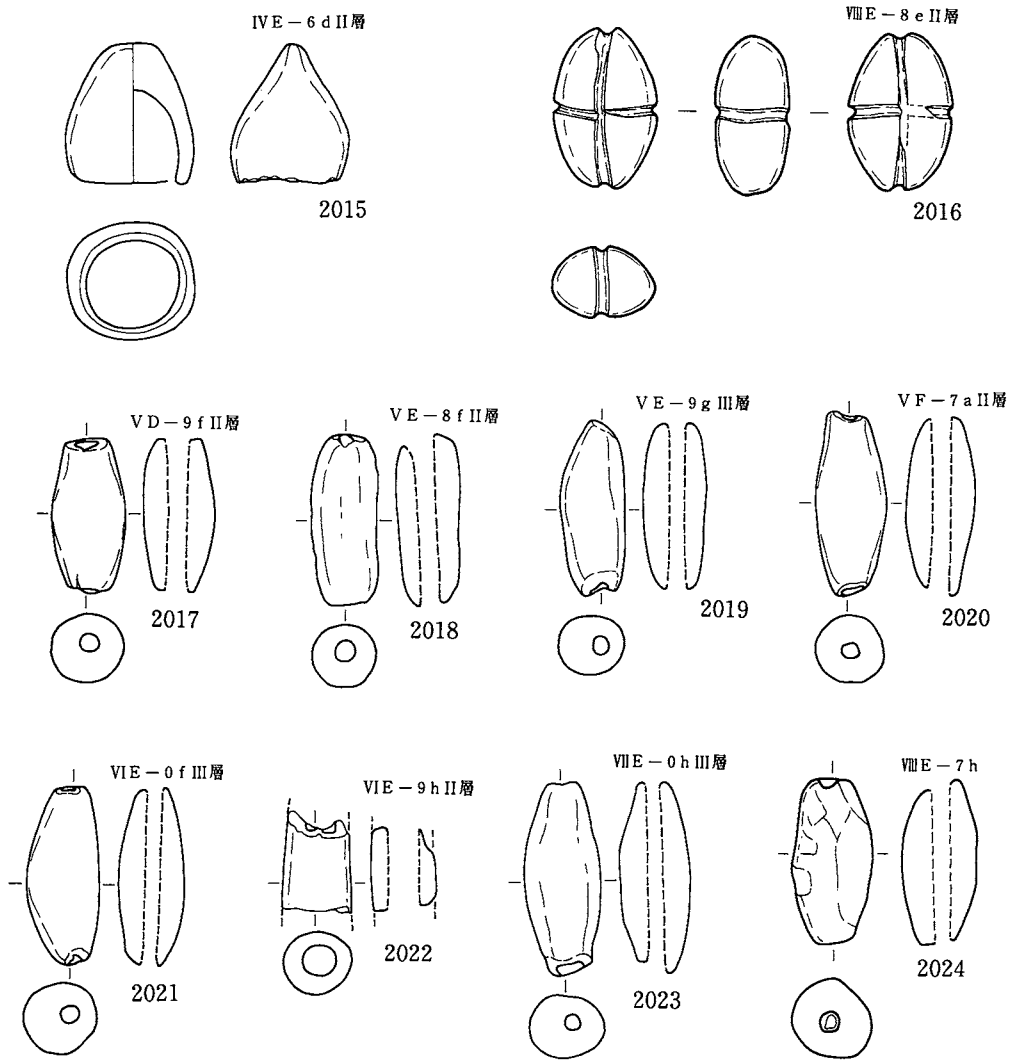 IVE－6dII層
2015
VIIIE－8eII層
2016
VD－9fII層
2017
VE－8fII層
2018
VE－9gIII層
2019
VF－7aII層
2020
VIE－0fIII層
2021
VIE－9hII層
2022
VIIE－0hIII層
2023
VIIIE－7h
2024